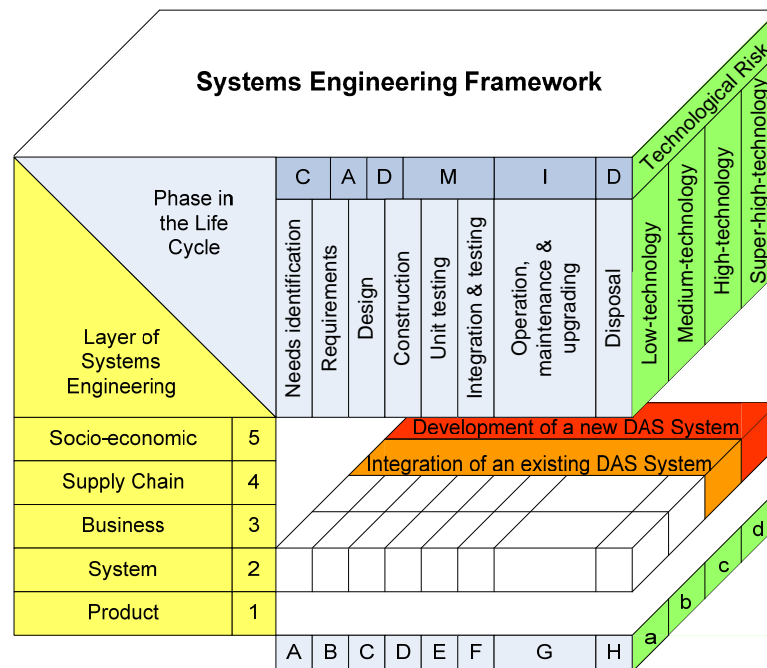 Systems Engineering Framework
Technological Risk
C A D M I D
Phase in
the Life
Cycle
Needs identification
Requirements
Design
Construction
Unit testing
Integration & testing
Operation,
maintenance &
upgrading
Disposal
Low-technology
Medium-technology
High-technology
Super-high-technology
Layer of
Systems
Engineering
Socio-economic 5
Supply Chain 4
Business 3
System 2
Product 1
Development of a new DAS System
Integration of an existing DAS System
A B C D E F G H
a
b
c
d